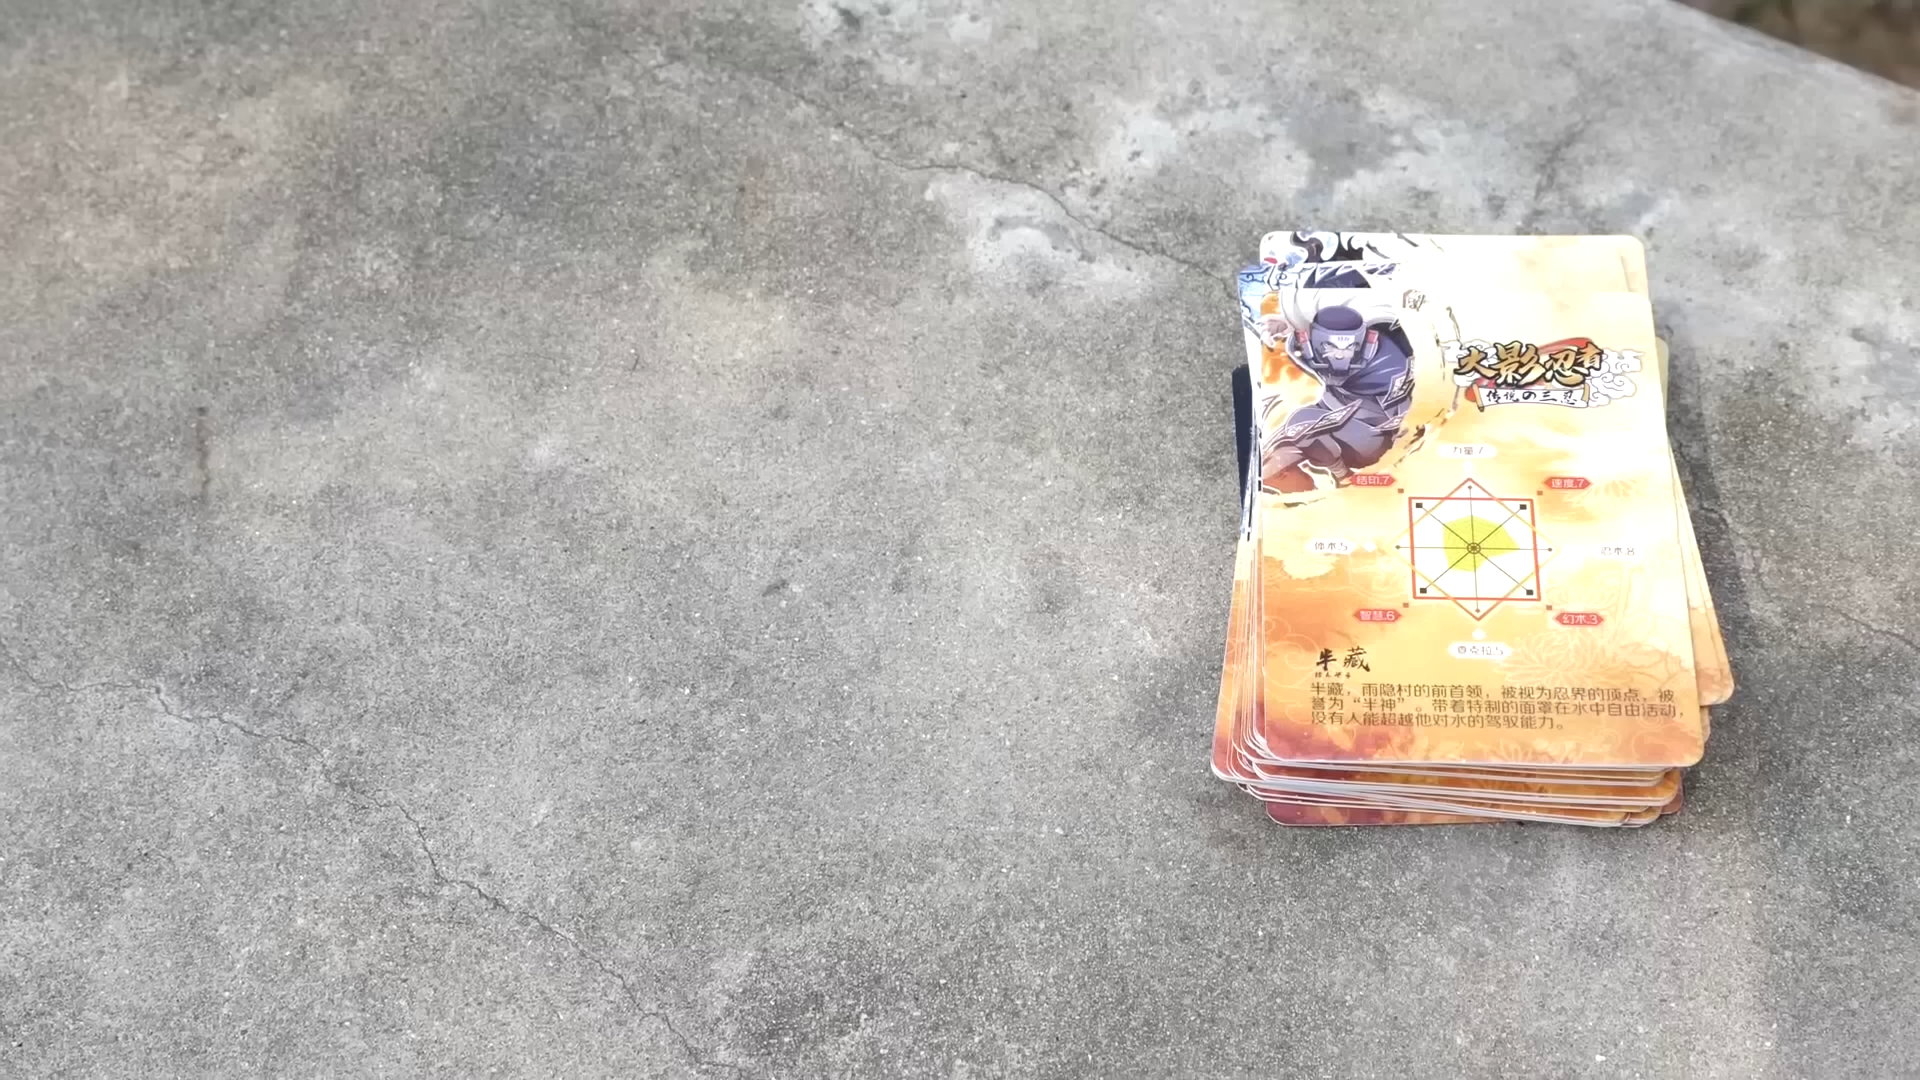 火影忍者
传说の三忍
力量.7
结印.7
速度.7
体术.5
忍术.8
智慧.6
幻术.3
查克拉.5
半藏
半藏，雨隐村的前首领，被视为忍界的顶点，被
誉为“半神”。带着特制的面罩在水中自由活动，
没有人能超越他对水的驾驭能力。